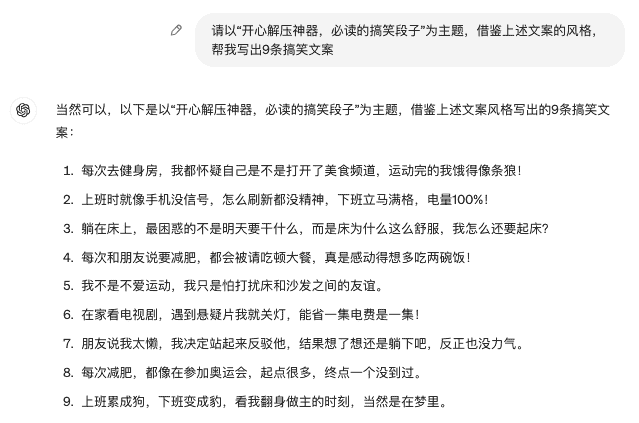 请以“开心解压神器，必读的搞笑段子”为主题，借鉴上述文案的风格，
帮我写出9条搞笑文案
当然可以，以下是以“开心解压神器，必读的搞笑段子”为主题，借鉴上述文案风格写出的9条搞笑文
案：
1. 每次去健身房，我都怀疑自己是不是打开了美食频道，运动完的我饿得像条狼！
2. 上班时就像手机没信号，怎么刷新都没精神，下班立马满格，电量100%！
3. 躺在床上，最困惑的不是明天要干什么，而是床为什么这么舒服，我怎么还要起床？
4. 每次和朋友说要减肥，都会被请吃顿大餐，真是感动得想多吃两碗饭！
5. 我不是不爱运动，我只是怕打扰床和沙发之间的友谊。
6. 在家看电视剧，遇到悬疑片我就关灯，能省一集电费是一集！
7. 朋友说我太懒，我决定站起来反驳他，结果想了想还是躺下吧，反正也没力气。
8. 每次减肥，都像在参加奥运会，起点很多，终点一个没到过。
9. 上班累成狗，下班变成豹，看我翻身做主的时刻，当然是在梦里。